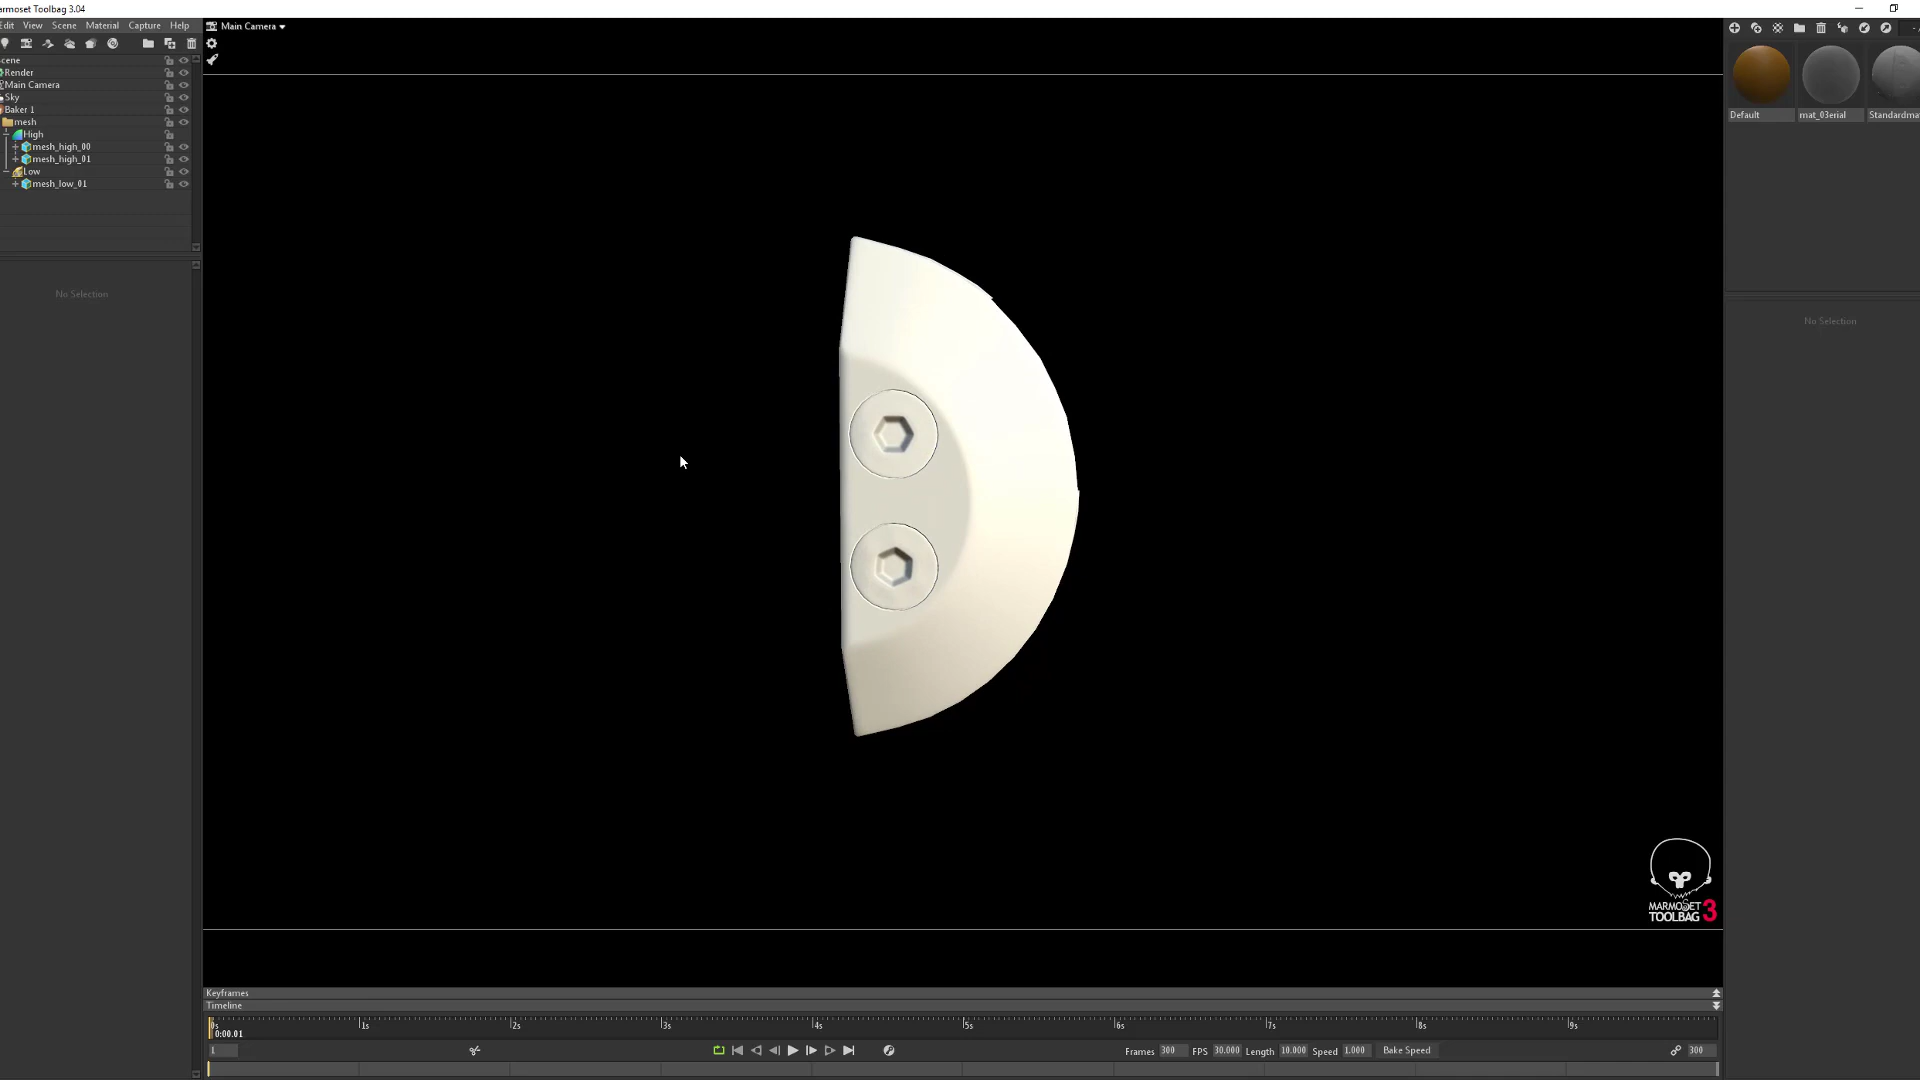 armoset Toolbag 3.04
Edit View Scene Material Capture Help
Main Camera
cene
Render
Main Camera
Sky
Baker 1
mesh
High
mesh_high_00
mesh_high_01
Low
mesh_low_01
No Selection
Default mat_03erial Standardma
No Selection
MARMOSET
TOOLBAG 3
Keyframes
Timeline
0s 1s 2s 3s 4s 5s 6s 7s 8s 9s
0:00.01
1
Frames 300 FPS 30.000 Length 10.000 Speed 1.000 Bake Speed 300